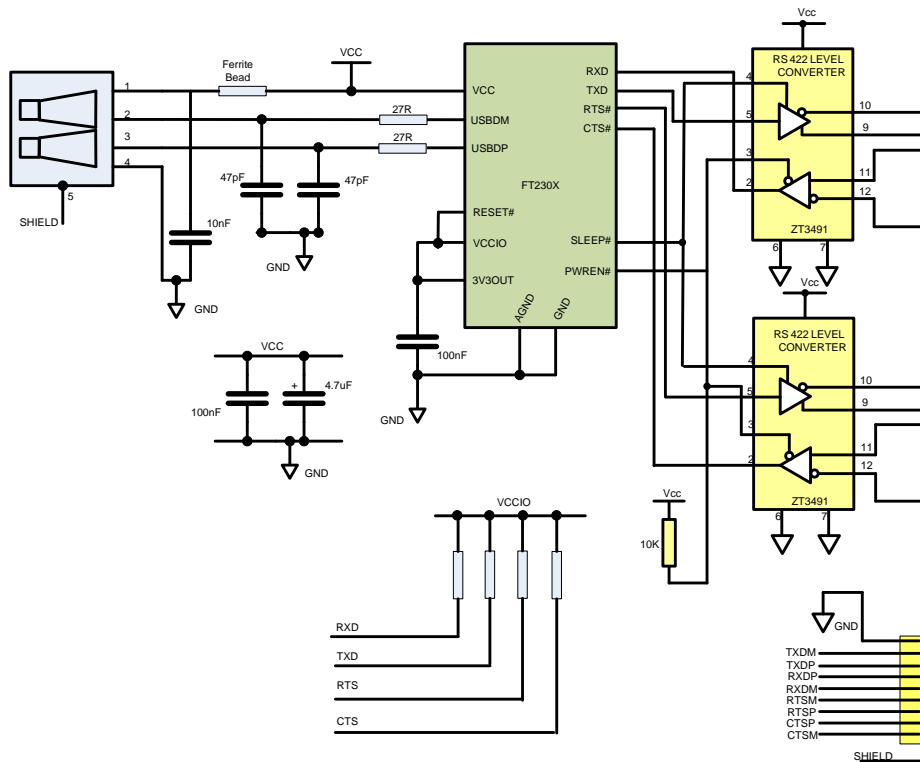 Vcc
VCC
Ferrite
Bead
RS 422 LEVEL
CONVERTER
1
2
3
4
5
SHIELD
27R
27R
47pF
47pF
10nF
GND
GND
VCC
USBDM
USBDP
FT230X
RESET#
VCCIO
3V3OUT
AGND
GND
RXD
TXD
RTS#
CTS#
SLEEP#
PWREN#
4
5
3
2
10
9
11
12
ZT3491
6
7
Vcc
RS 422 LEVEL
CONVERTER
4
5
3
2
10
9
11
12
ZT3491
6
7
100nF
GND
VCC
100nF
+
4.7uF
GND
VCCIO
RXD
TXD
RTS
CTS
Vcc
10K
GND
TXDM
TXDP
RXDP
RXDM
RTSM
RTSP
CTSP
CTSM
SHIELD